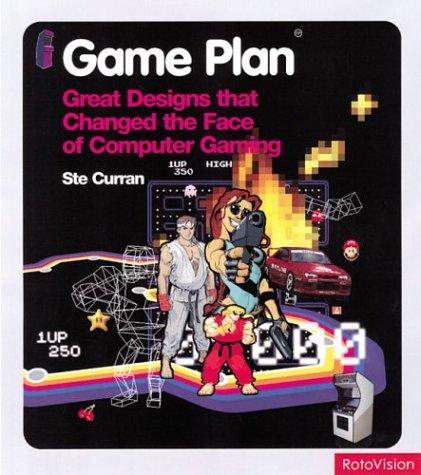 Game Plan
Great Designs that
Changed the Face
of Computer Gaming
Ste Curran
1UP HIGH
350
1UP
250
RotoVision